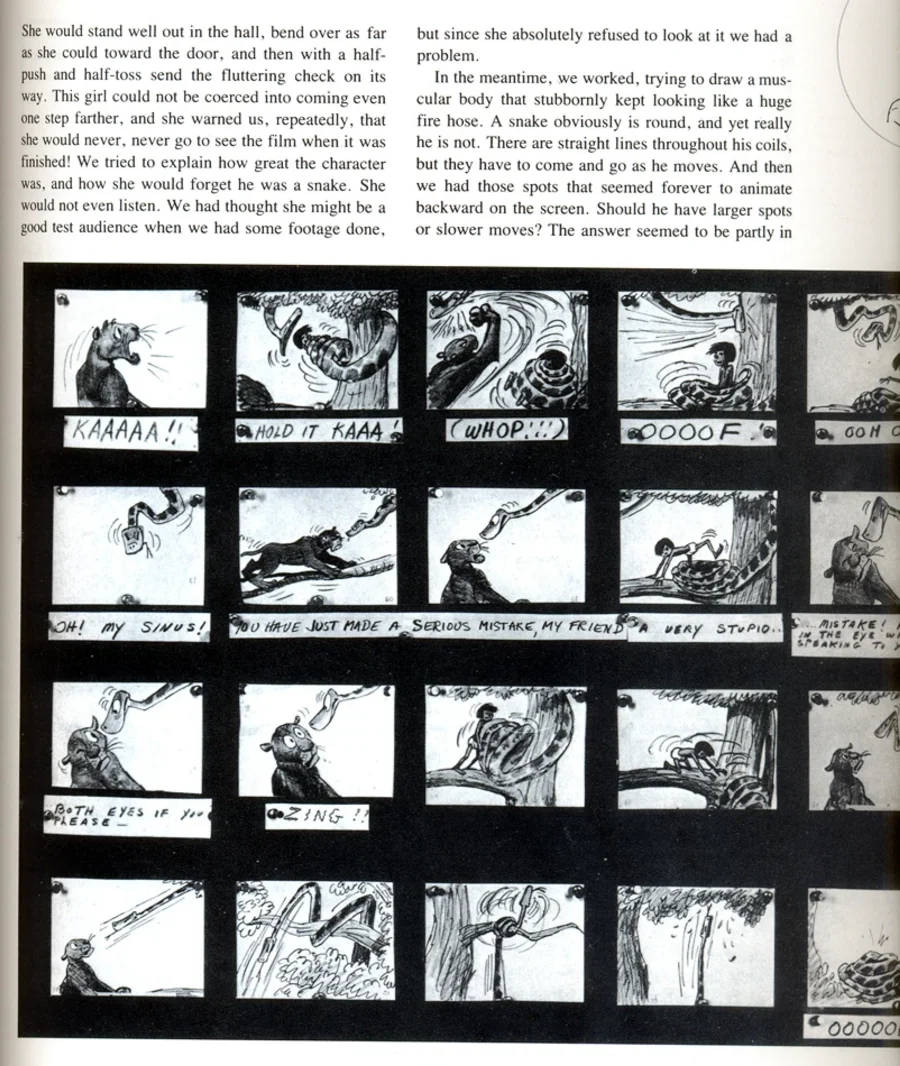 She would stand well out in the hall, bend over as far
as she could toward the door, and then with a half-
push and half-toss send the fluttering check on its
way. This girl could not be coerced into coming even
one step farther, and she warned us, repeatedly, that
she would never, never go to see the film when it was
finished! We tried to explain how great the character
was, and how she would forget he was a snake. She
would not even listen. We had thought she might be a
good test audience when we had some footage done,
but since she absolutely refused to look at it we had a
problem.
In the meantime, we worked, trying to draw a mus-
cular body that stubbornly kept looking like a huge
fire hose. A snake obviously is round, and yet really
he is not. There are straight lines throughout his coils,
but they have to come and go as he moves. And then
we had those spots that seemed forever to animate
backward on the screen. Should he have larger spots
or slower moves? The answer seemed to be partly in
KAAAAA!!
HOLD IT KAAA!
(WHOP!!!)
OOOOF!
OOH
OH! MY SINUS!
YOU HAVE JUST MADE A SERIOUS MISTAKE, MY FRIEND
A VERY STUPID..
...MISTAKE!
IN THE EYE
SPEAKING TO
BOTH EYES IF YOU
PLEASE —
ZING!!
OOOOO